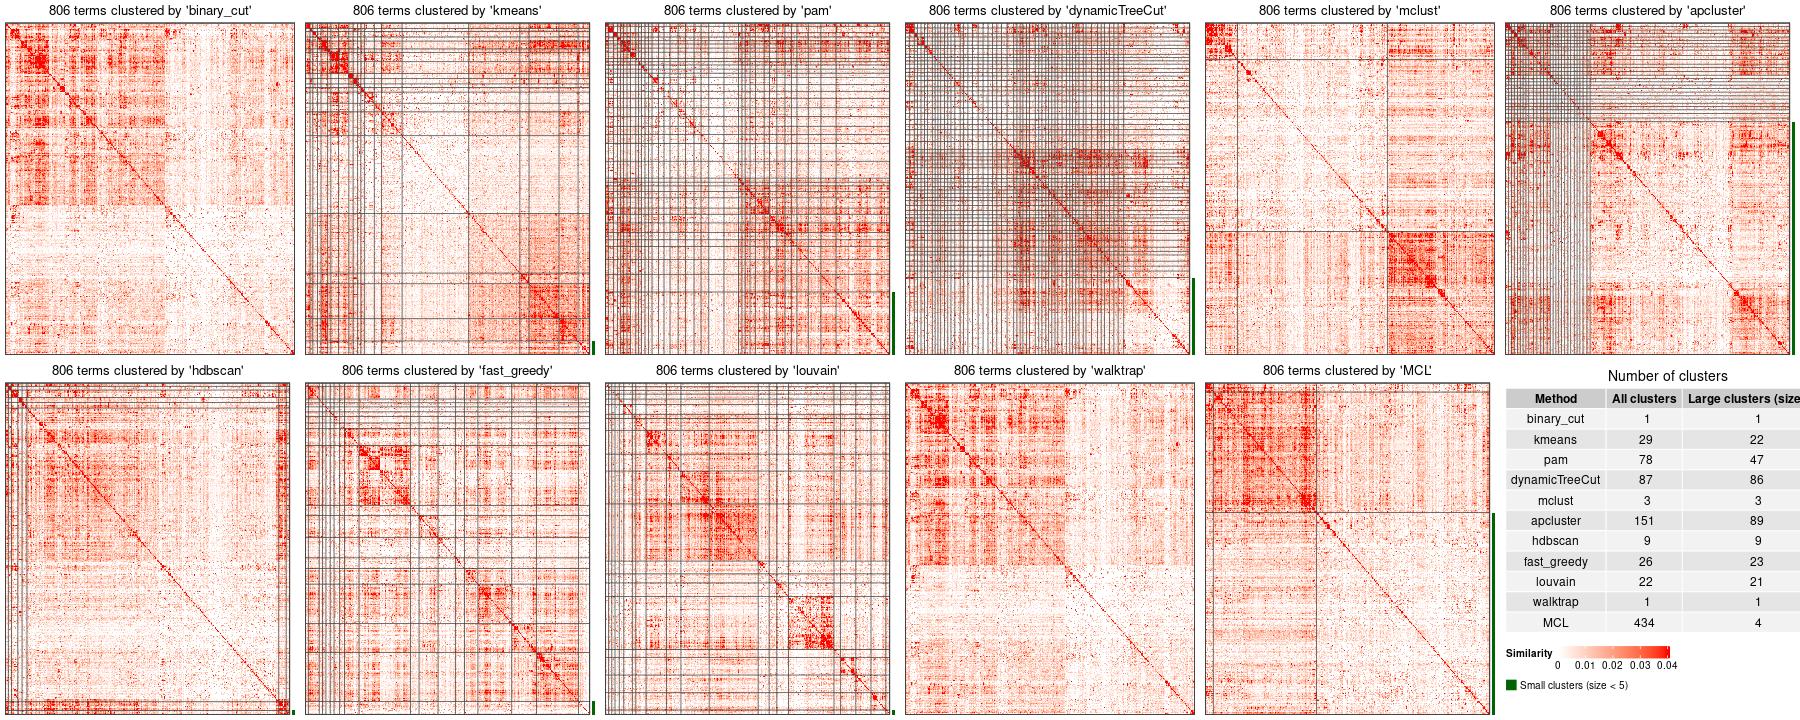 806 terms clustered by 'binary_cut'
806 terms clustered by 'kmeans'
806 terms clustered by 'pam'
806 terms clustered by 'dynamicTreeCut'
806 terms clustered by 'mclust'
806 terms clustered by 'apcluster'
806 terms clustered by 'hdbscan'
806 terms clustered by 'fast_greedy'
806 terms clustered by 'louvain'
806 terms clustered by 'walktrap'
806 terms clustered by 'MCL'
Number of clusters
Method All clusters Large clusters (size
binary_cut 1 1
kmeans 29 22
pam 78 47
dynamicTreeCut 87 86
mclust 3 3
apcluster 151 89
hdbscan 9 9
fast_greedy 26 23
louvain 22 21
walktrap 1 1
MCL 434 4
Similarity
0 0.01 0.02 0.03 0.04
Small clusters (size < 5)